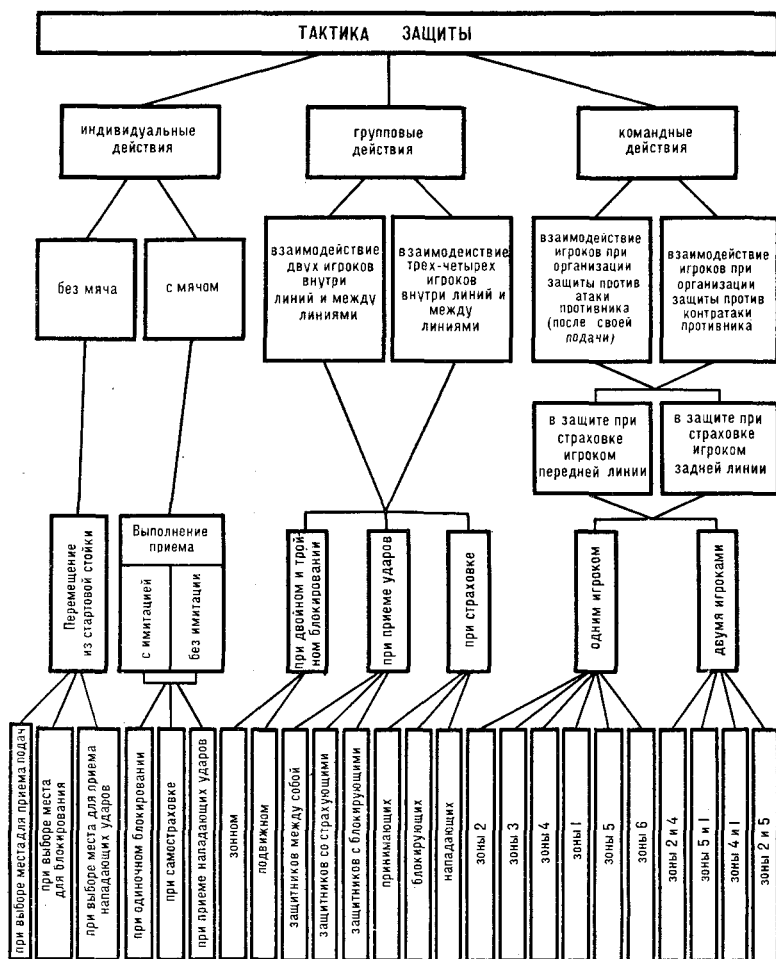 ТАКТИКА ЗАЩИТЫ
индивидуальные
действия
групповые
действия
командные
действия
без мяча
с мячом
взаимодействие
двух игроков
внутри
линий и между
линиями
взаимодействие
трех-четырех
игроков
внутри линий и
между
линиями
взаимодействие
игроков при
организации
защиты против
атаки
противника
(после своей
подачи)
взаимодействие
игроков при
организации
защиты против
контратаки
противника
в защите при
страховке
игроком
передней линии
в защите при
страховке
игроком
задней линии
Перемещение
из стартовой стойки
Выполнение
приема
с имитацией
без имитации
при двойном и трой-
ном блокировании
при приеме ударов
при страховке
одним игроком
двумя игроками
при выборе места для приема подач
при выборе места
для блокирования
при выборе места для приема
нападающих ударов
при одиночном блокировании
при самостраховке
при приеме нападающих ударов
зонном
подвижном
защитников между собой
защитников со страхующими
защитников с блокирующими
принимающих
блокирующих
нападающих
зоны 2
зоны 3
зоны 4
зоны 1
зоны 5
зоны 6
зоны 2 и 4
зоны 5 и 1
зоны 4 и 1
зоны 2 и 5